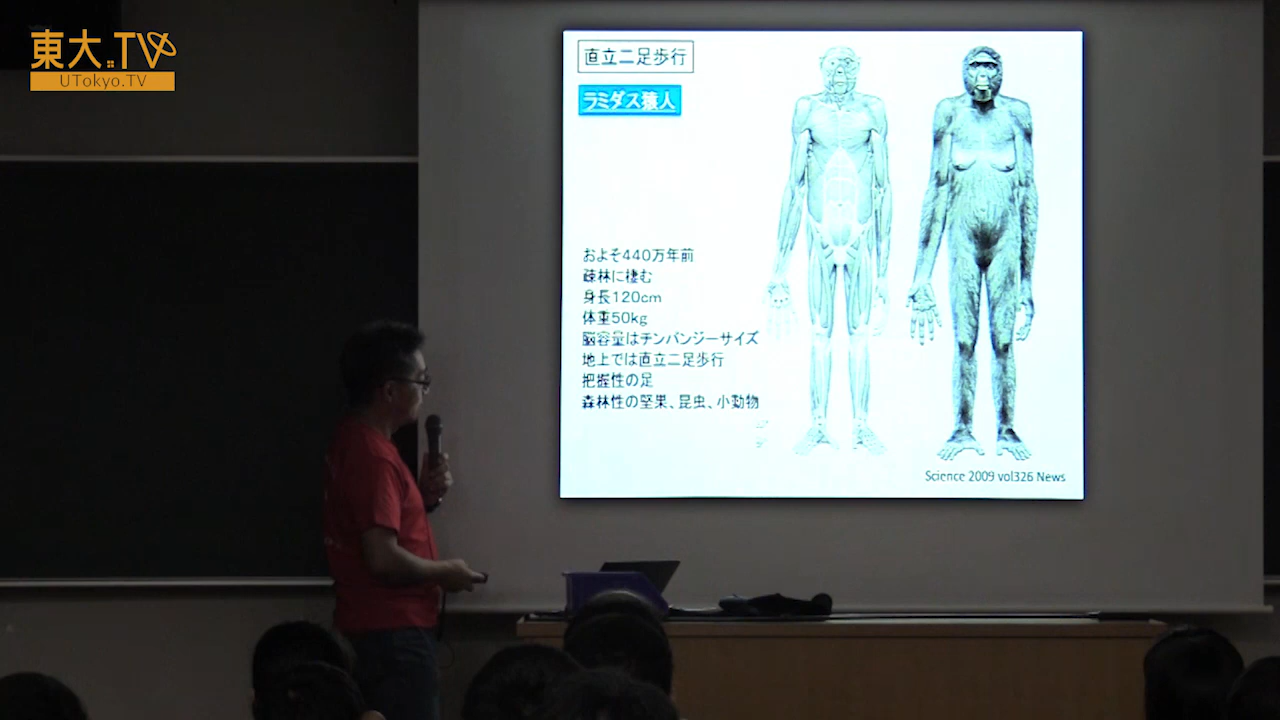 東大TV
UTokyo.TV
直立二足歩行
ラミダス猿人
およそ440万年前
疎林に棲む
身長120cm
体重50kg
脳容量はチンパンジーサイズ
地上では直立二足歩行
把握性の足
森林性の堅果、昆虫、小動物
Science 2009 vol326 News